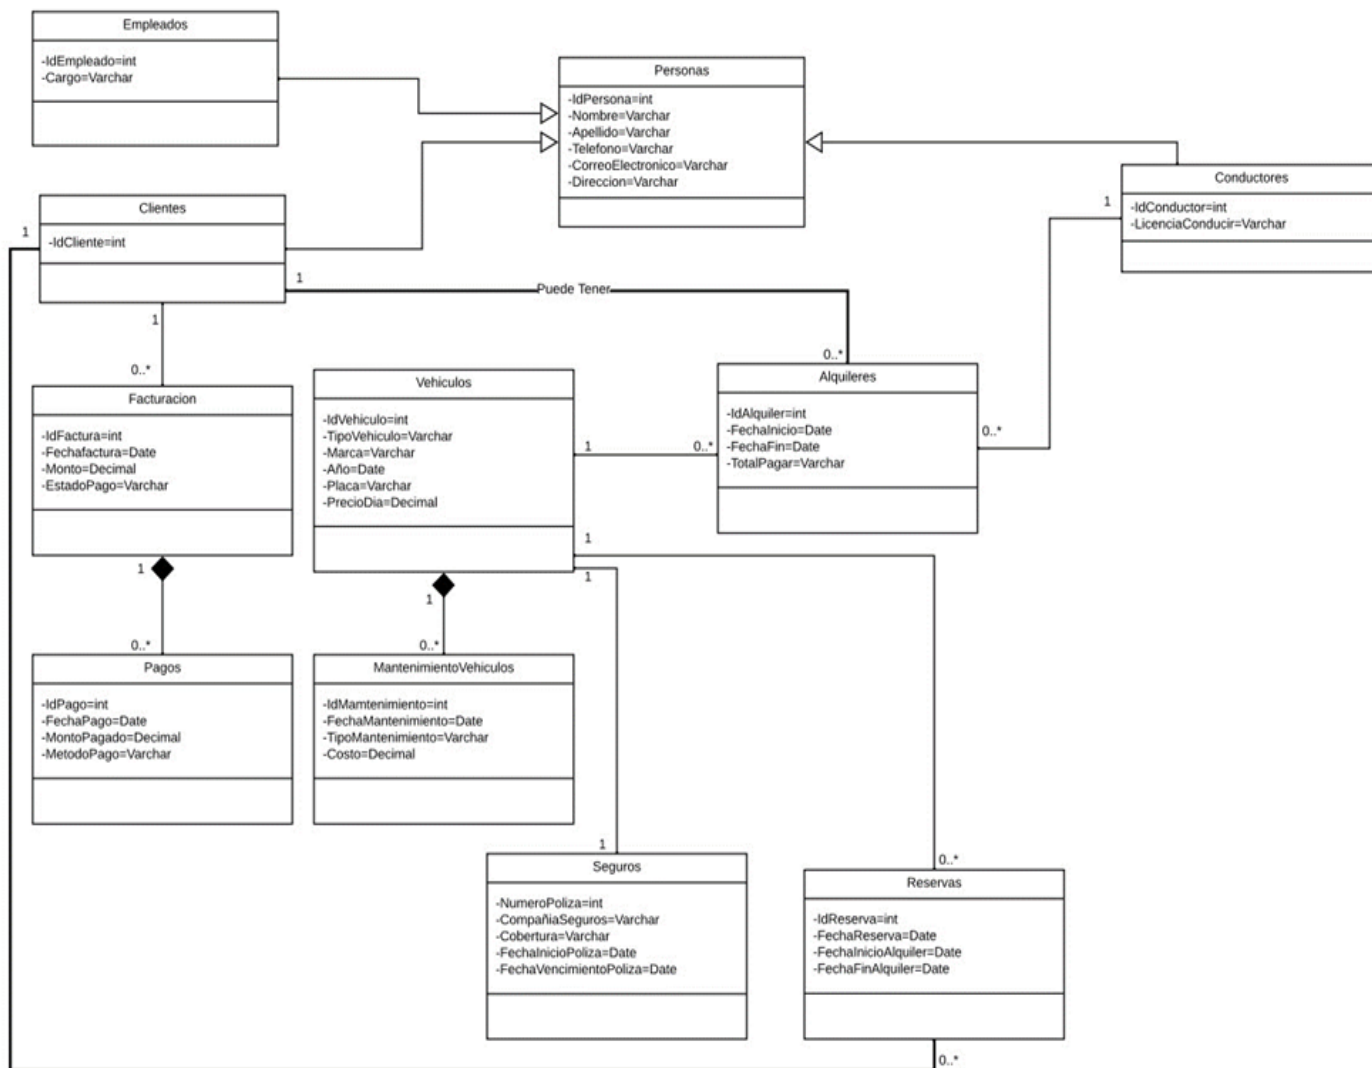 Empleados
-IdEmpleado=int
-Cargo=Varchar
Personas
-IdPersona=int
-Nombre=Varchar
-Apellido=Varchar
-Telefono=Varchar
-CorreoElectronico=Varchar
-Direccion=Varchar
Conductores
-IdConductor=int
-LicenciaConducir=Varchar
1
Clientes
-IdCliente=int
1
1
Puede Tener
1
0..*
0..*
Facturacion
-IdFactura=int
-Fechafactura=Date
-Monto=Decimal
-EstadoPago=Varchar
Vehiculos
-IdVehiculo=int
-TipoVehiculo=Varchar
-Marca=Varchar
-Año=Date
-Placa=Varchar
-PrecioDia=Decimal
1
0..*
Alquileres
-IdAlquiler=int
-FechaInicio=Date
-FechaFin=Date
-TotalPagar=Varchar
0..*
1
1
1
1
0..*
0..*
Pagos
-IdPago=int
-FechaPago=Date
-MontoPagado=Decimal
-MetodoPago=Varchar
MantenimientoVehiculos
-IdMamtenimiento=int
-FechaMantenimiento=Date
-TipoMantenimiento=Varchar
-Costo=Decimal
1
Seguros
-NumeroPoliza=int
-CompañiaSeguros=Varchar
-Cobertura=Varchar
-FechaInicioPoliza=Date
-FechaVencimientoPoliza=Date
0..*
Reservas
-IdReserva=int
-FechaReserva=Date
-FechaInicioAlquiler=Date
-FechaFinAlquiler=Date
0..*